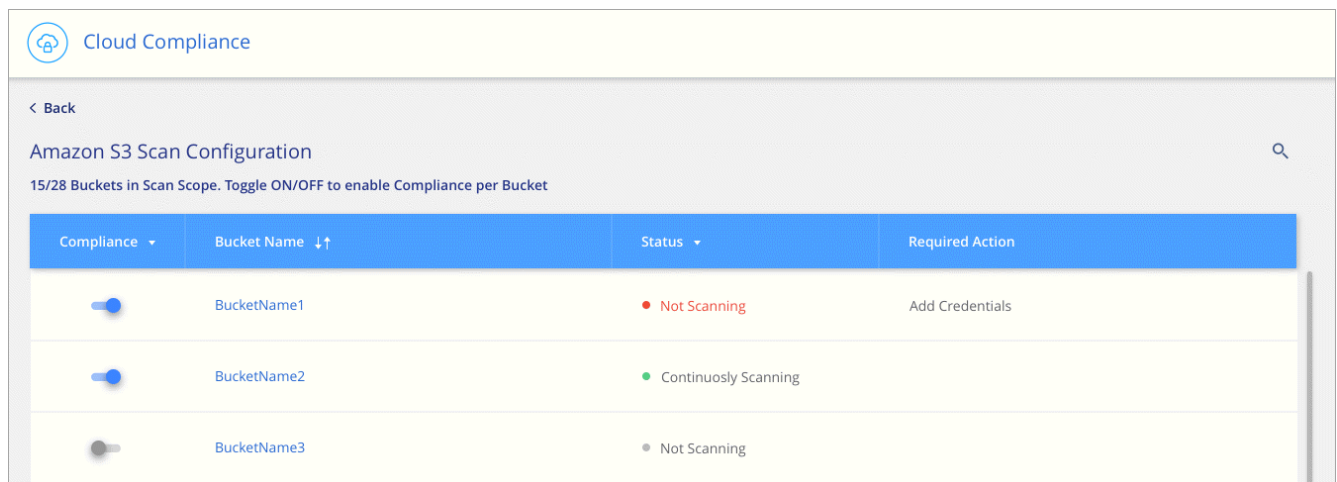 Cloud Compliance
< Back
Amazon S3 Scan Configuration
15/28 Buckets in Scan Scope. Toggle ON/OFF to enable Compliance per Bucket
Compliance Bucket Name Status Required Action
BucketName1 Not Scanning Add Credentials
BucketName2 Continuosly Scanning
BucketName3 Not Scanning